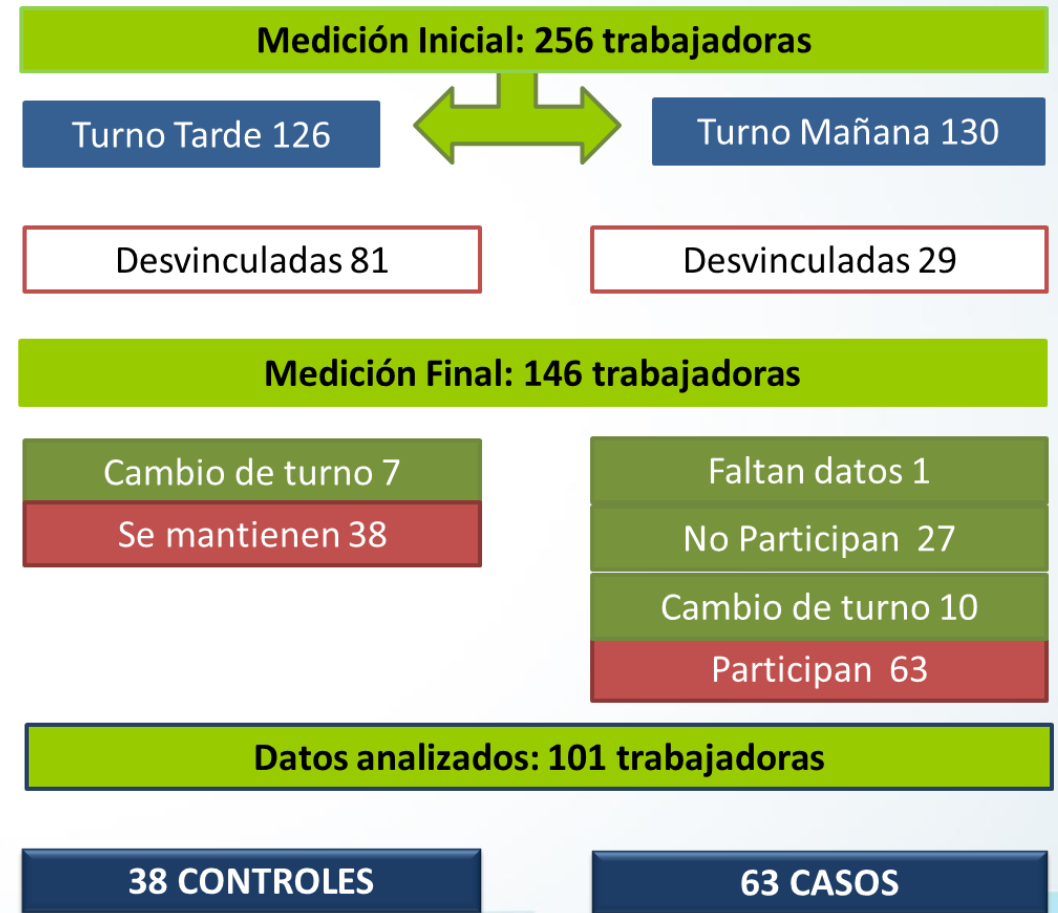 Medición Inicial: 256 trabajadoras
Turno Tarde 126
Turno Mañana 130
Desvinculadas 81
Desvinculadas 29
Medición Final: 146 trabajadoras
Cambio de turno 7
Se mantienen 38
Faltan datos 1
No Participan 27
Cambio de turno 10
Participan 63
Datos analizados: 101 trabajadoras
38 CONTROLES
63 CASOS